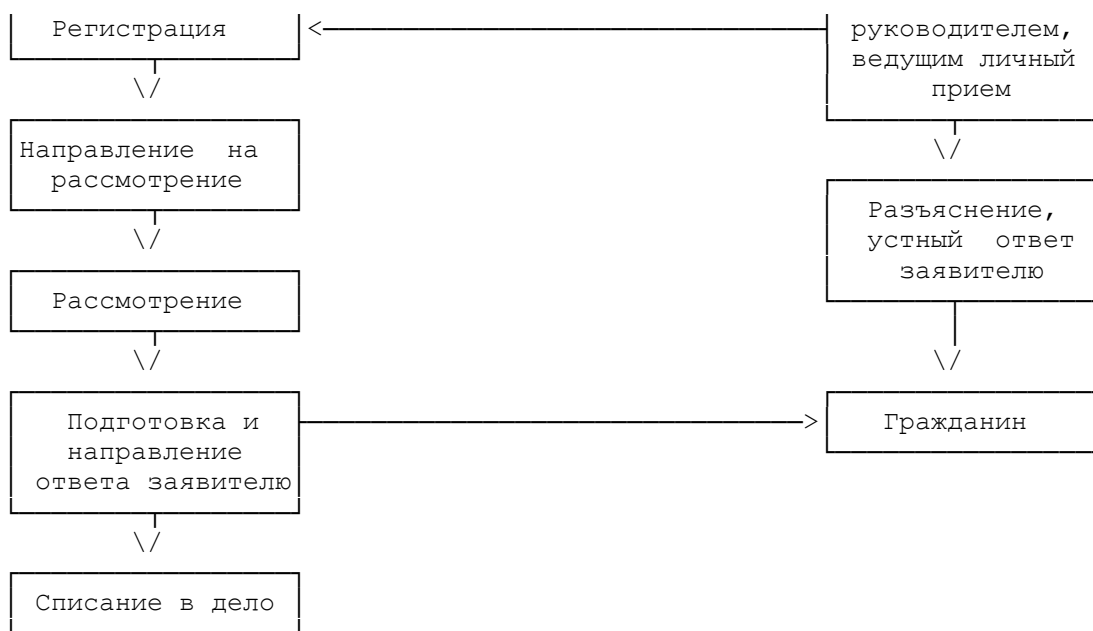 Регистрация
руководителем,
ведущим личный
прием
Направление на
рассмотрение
Разъяснение,
устный ответ
заявителю
Рассмотрение
Подготовка и
направление
ответа заявителю
Гражданин
Списание в дело